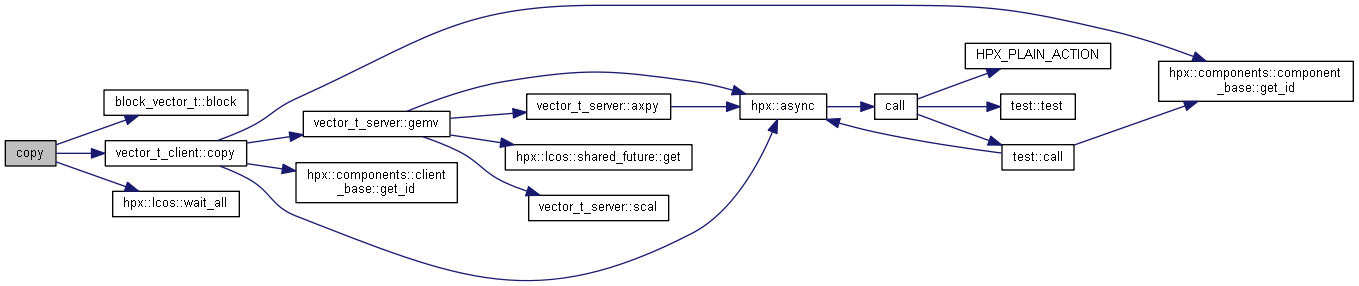 copy
block_vector_t::block
vector_t_client::copy
hpx::lcos::wait_all
vector_t_server::gemv
hpx::components::client
_base::get_id
vector_t_server::axpy
hpx::lcos::shared_future::get
vector_t_server::scal
hpx::async
call
HPX_PLAIN_ACTION
test::test
test::call
hpx::components::component
_base::get_id